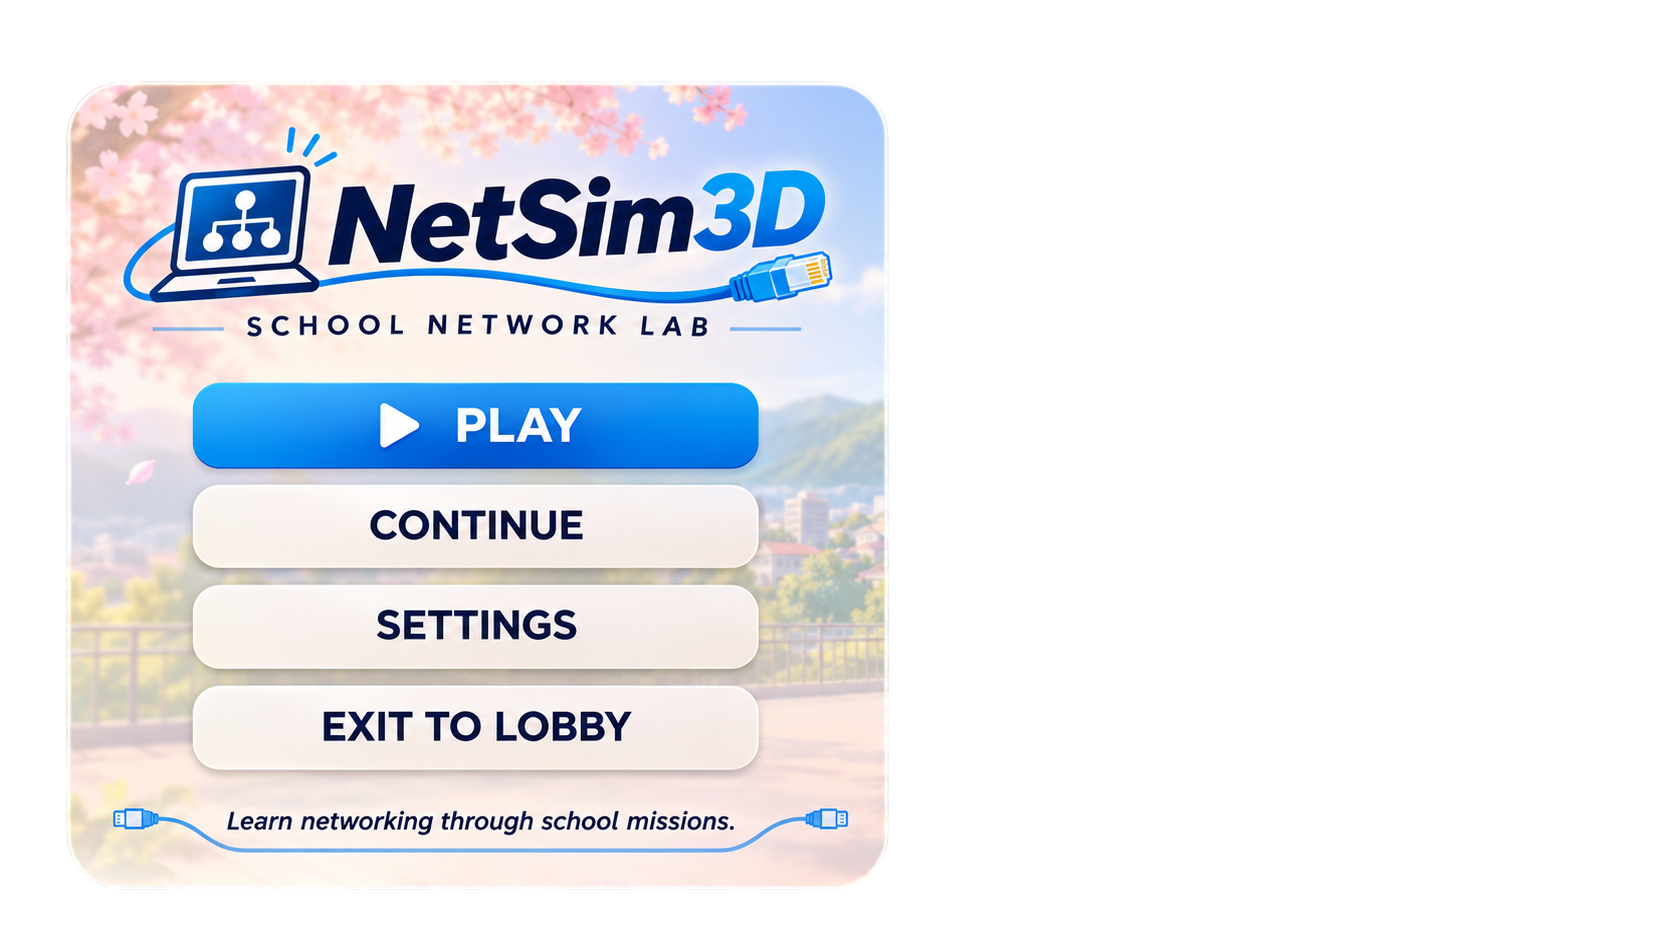 NetSim3D
SCHOOL NETWORK LAB
PLAY
CONTINUE
SETTINGS
EXIT TO LOBBY
Learn networking through school missions.